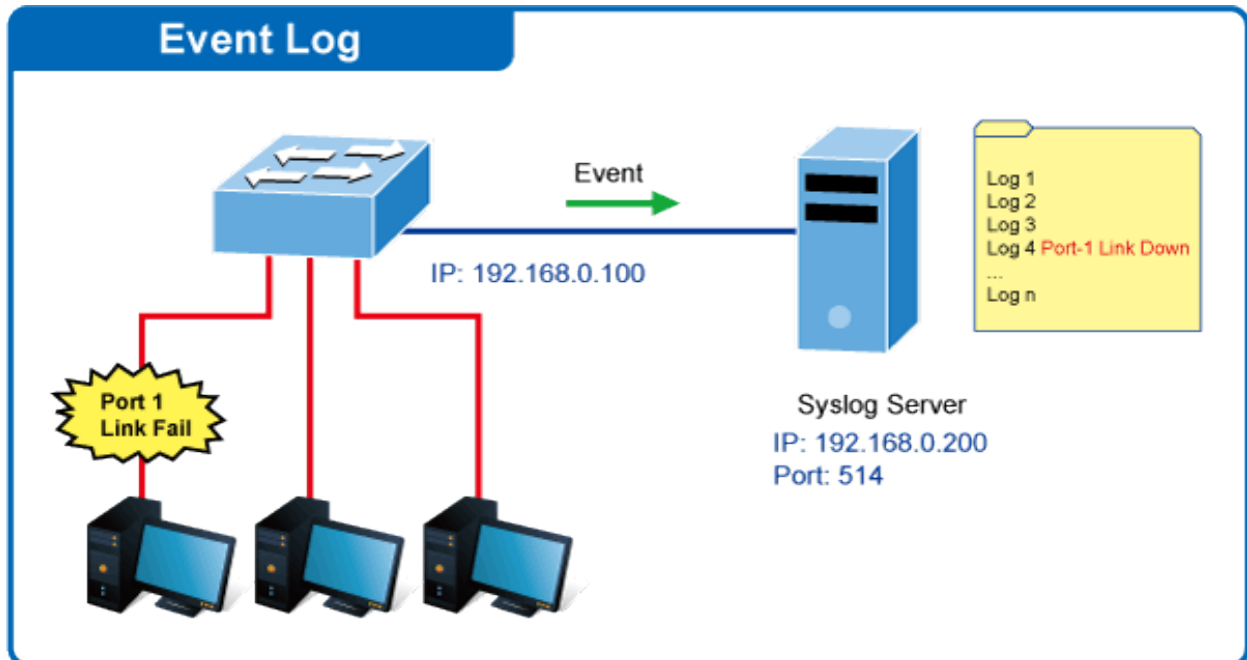 Event Log
Event
IP: 192.168.0.100
Log 1
Log 2
Log 3
Log 4 Port-1 Link Down
...
Log n
Port 1
Link Fail
Syslog Server
IP: 192.168.0.200
Port: 514